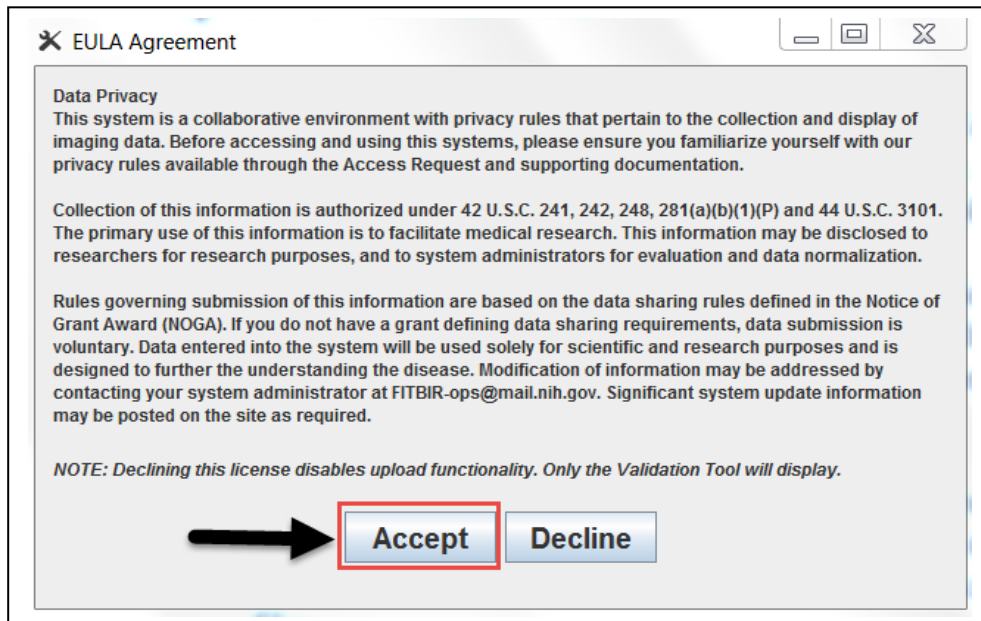 EULA Agreement
Data Privacy
This system is a collaborative environment with privacy rules that pertain to the collection and display of
imaging data. Before accessing and using this systems, please ensure you familiarize yourself with our
privacy rules available through the Access Request and supporting documentation.
Collection of this information is authorized under 42 U.S.C. 241, 242, 248, 281(a)(b)(1)(P) and 44 U.S.C. 3101.
The primary use of this information is to facilitate medical research. This information may be disclosed to
researchers for research purposes, and to system administrators for evaluation and data normalization.
Rules governing submission of this information are based on the data sharing rules defined in the Notice of
Grant Award (NOGA). If you do not have a grant defining data sharing requirements, data submission is
voluntary. Data entered into the system will be used solely for scientific and research purposes and is
designed to further the understanding the disease. Modification of information may be addressed by
contacting your system administrator at FITBIR-ops@mail.nih.gov. Significant system update information
may be posted on the site as required.
NOTE: Declining this license disables upload functionality. Only the Validation Tool will display.
Accept Decline